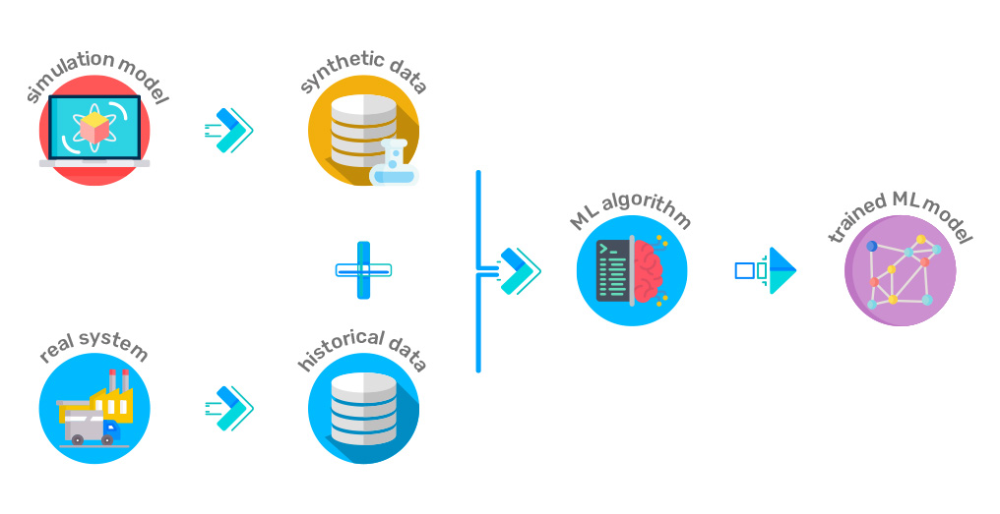 simulation model
synthetic data
real system
historical data
ML algorithm
trained ML model